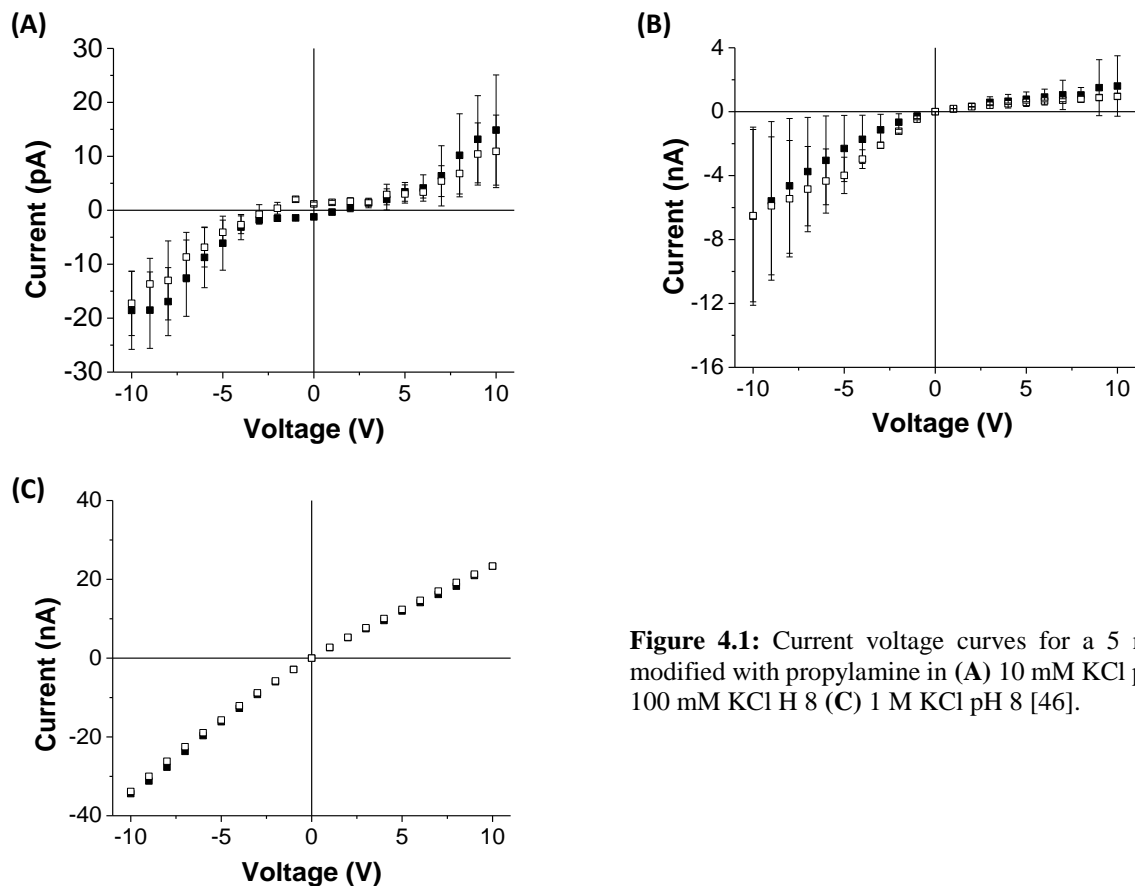 (A)
30
20
10
0
-10
-20
-30
Current (pA)
-10 -5 0 5 10
Voltage (V)
(B)
4
0
-4
-8
-12
-16
Current (nA)
-10 -5 0 5 10
Voltage (V)
(C)
40
20
0
-20
-40
Current (nA)
-10 -5 0 5 10
Voltage (V)
Figure 4.1: Current voltage curves for a 5
modified with propylamine in (A) 10 mM KCl
100 mM KCl H 8 (C) 1 M KCl pH 8 [46].